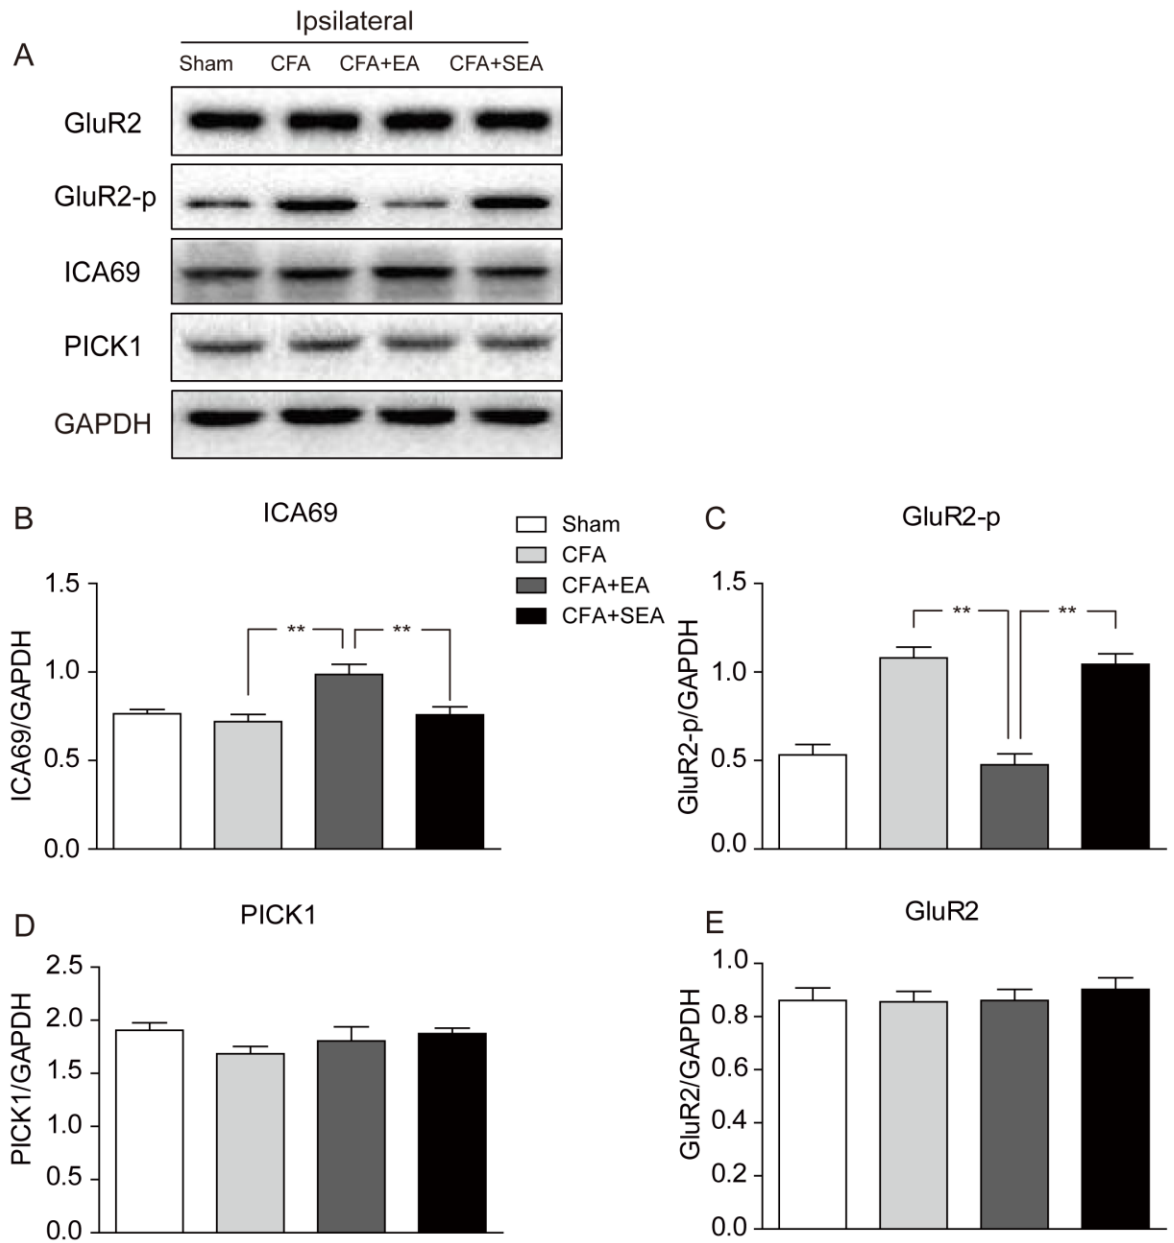 A
Ipsilateral
Sham CFA CFA+EA CFA+SEA
GluR2
GluR2-p
ICA69
PICK1
GAPDH
B
ICA69
Sham
CFA
CFA+EA
CFA+SEA
ICA69/GAPDH
1.5
1.0
0.5
0.0
** **
C
GluR2-p
GluR2-p/GAPDH
1.5
1.0
0.5
0.0
** **
D
PICK1
PICK1/GAPDH
2.5
2.0
1.5
1.0
0.5
0.0
E
GluR2
GluR2/GAPDH
1.0
0.8
0.6
0.4
0.2
0.0